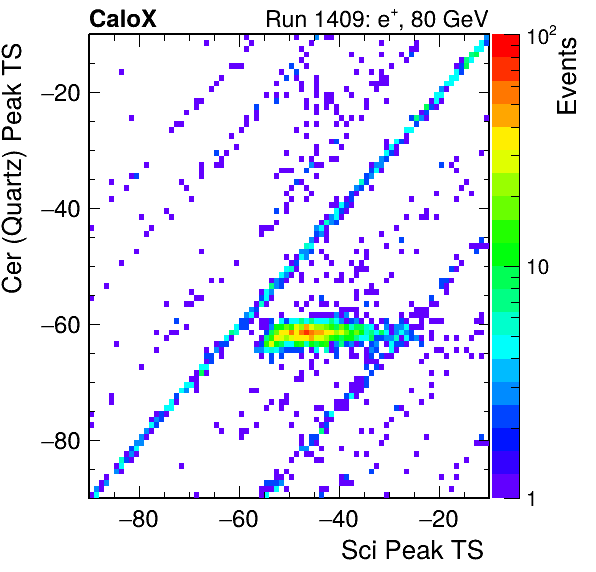 CaloX Run 1409: e⁺, 80 GeV
Cer (Quartz) Peak TS
−20
−40
−60
−80
−80 −60 −40 −20
Sci Peak TS
10²
10
1
Events